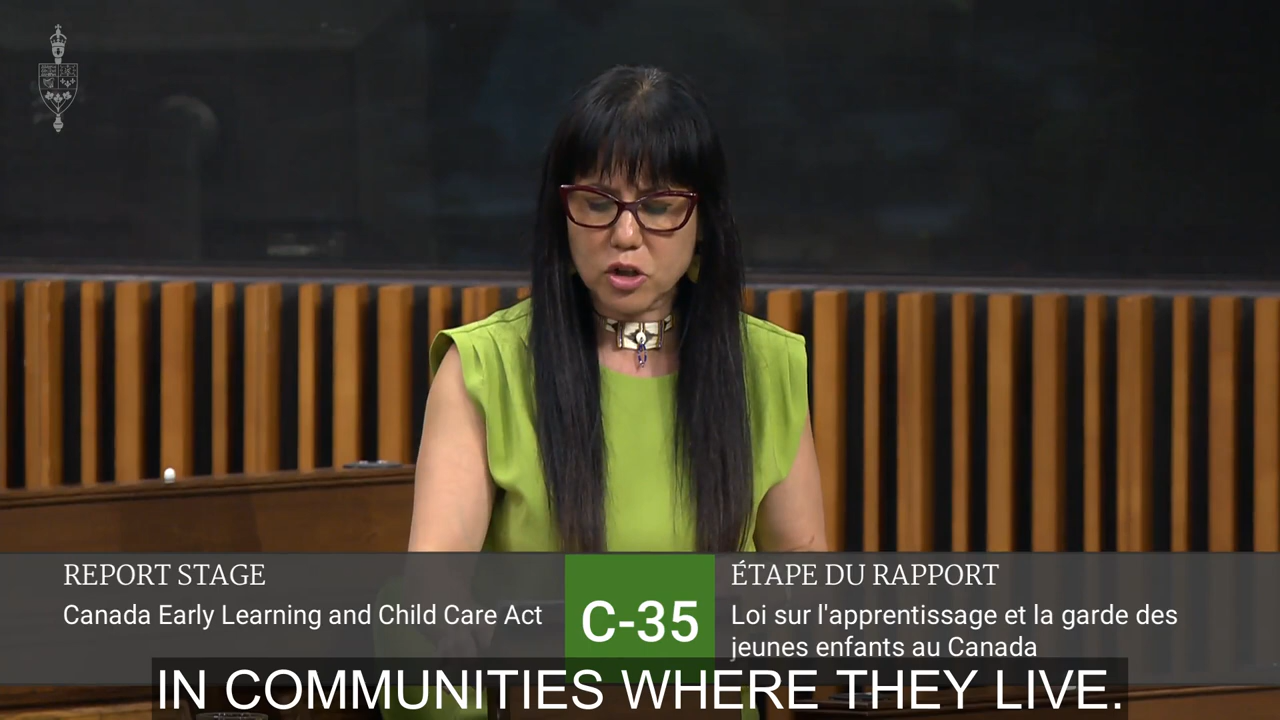 REPORT STAGE
Canada Early Learning and Child Care Act
C-35
ÉTAPE DU RAPPORT
Loi sur l'apprentissage et la garde des
jeunes enfants au Canada
IN COMMUNITIES WHERE THEY LIVE.